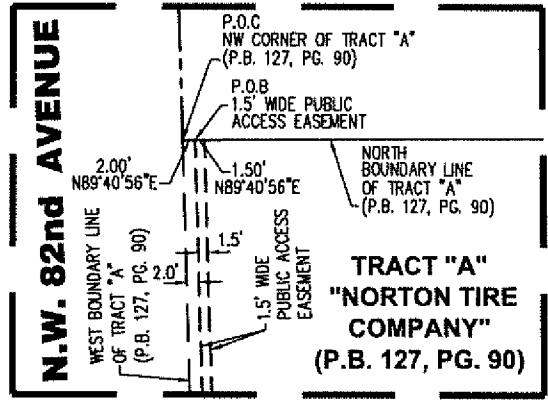 N.W. 82nd AVENUE
P.O.C
NW CORNER OF TRACT "A"
(P.B. 127, PG. 90)
P.O.B
1.5' WIDE PUBLIC
ACCESS EASEMENT
2.00'
N89°40'56"E
1.50'
N89°40'56"E
NORTH
BOUNDARY LINE
OF TRACT "A"
(P.B. 127, PG. 90)
WEST BOUNDARY LINE
OF TRACT "A"
(P.B. 127, PG. 90)
2.0'
1.5'
1.5' WIDE
PUBLIC ACCESS
EASEMENT
TRACT "A"
"NORTON TIRE
COMPANY"
(P.B. 127, PG. 90)